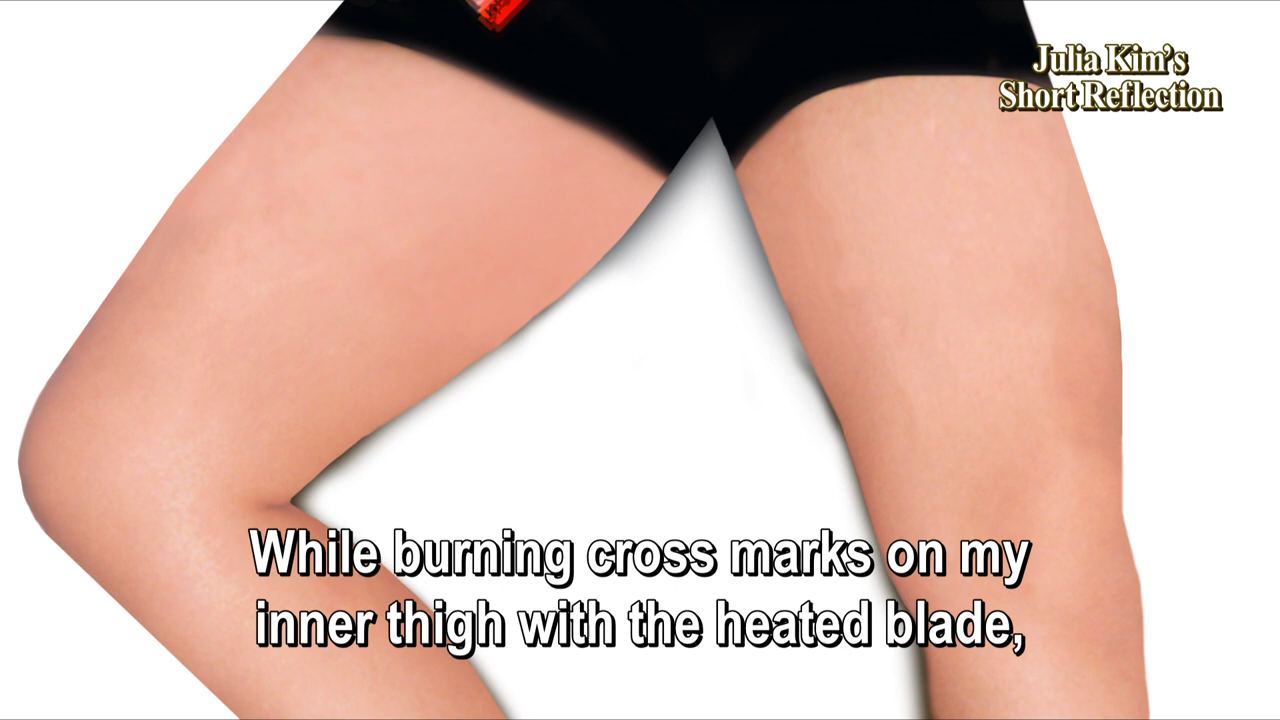 Julia Kim's
Short Reflection
While burning cross marks on my
inner thigh with the heated blade,